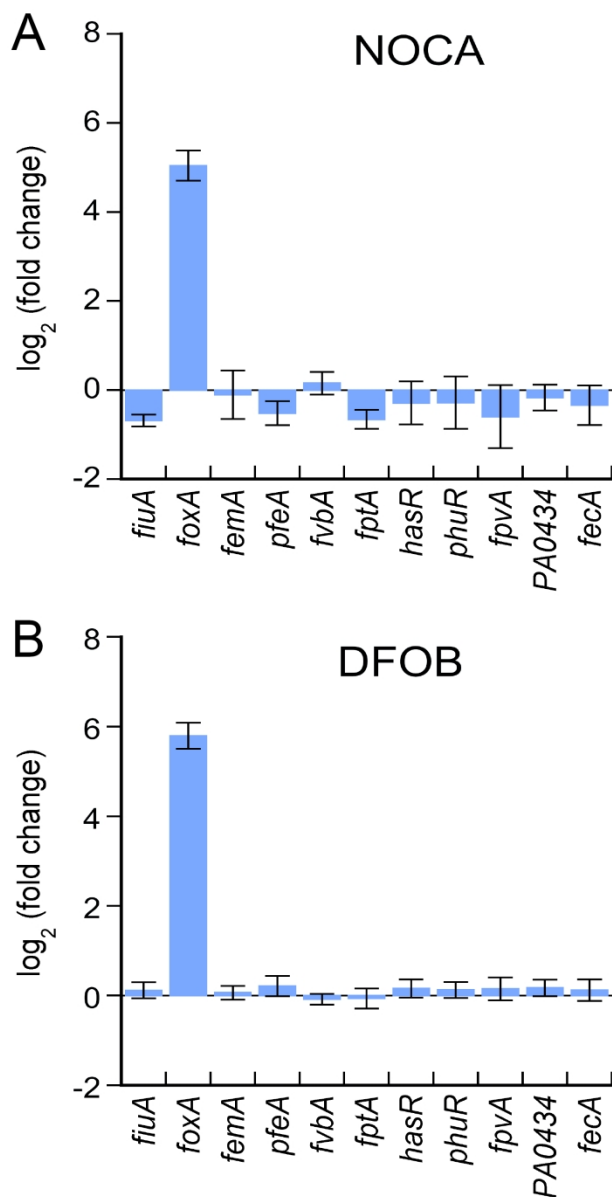 A
NOCA
8
6
4
2
0
-2
log2 (fold change)
fiuA
foxA
femA
pfeA
fvbA
fptA
hasR
phuR
fpvA
PA0434
fecA
B
DFOB
8
6
4
2
0
-2
log2 (fold change)
fiuA
foxA
femA
pfeA
fvbA
fptA
hasR
phuR
fpvA
PA0434
fecA